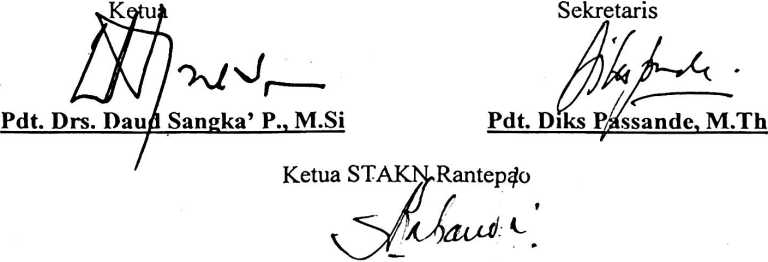 Ketua Sekretaris
Pdt. Drs. Daud Sangka' P., M.Si Pdt. Diks Passande, M.Th
Ketua STAKN Rantepao